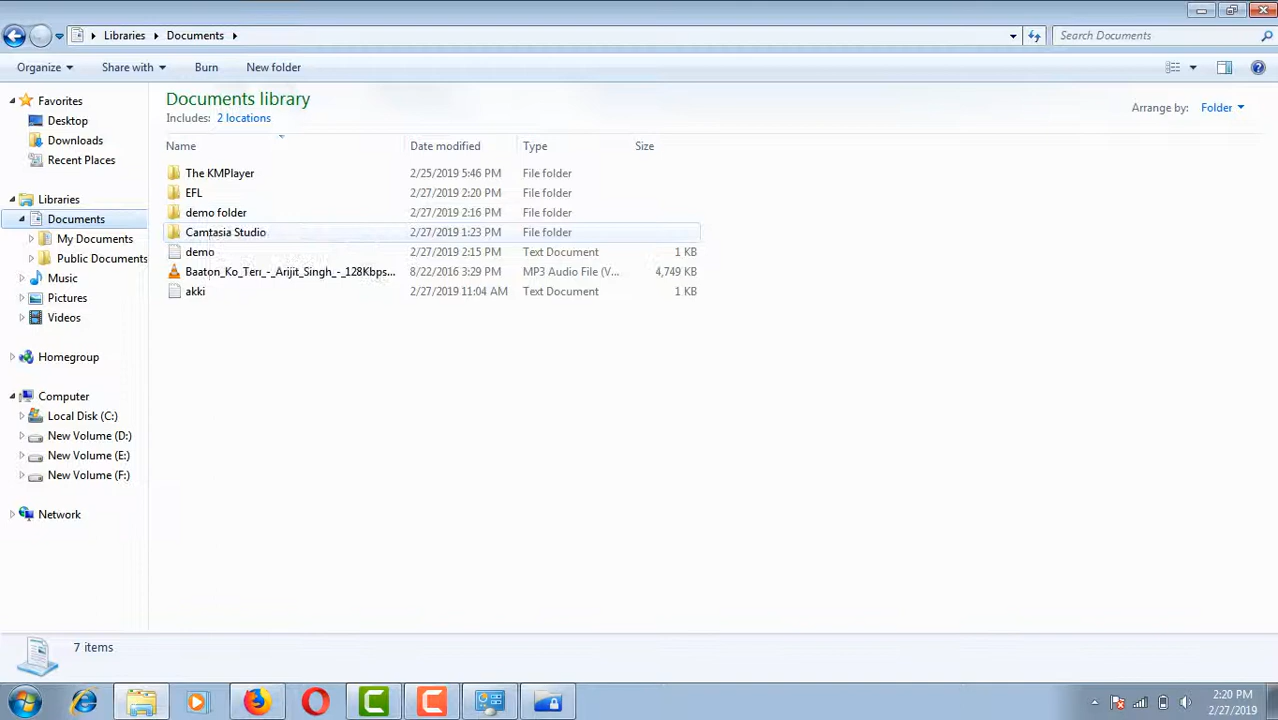 Libraries Documents Search Documents
Organize Share with Burn New folder
Favorites
Desktop
Downloads
Recent Places
Libraries
Documents
My Documents
Public Documents
Music
Pictures
Videos
Homegroup
Computer
Local Disk (C:)
New Volume (D:)
New Volume (E:)
New Volume (F:)
Network
Documents library
Includes: 2 locations
Arrange by: Folder
Name Date modified Type Size
The KMPlayer 2/25/2019 5:46 PM File folder
EFL 2/27/2019 2:20 PM File folder
demo folder 2/27/2019 2:16 PM File folder
Camtasia Studio 2/27/2019 1:23 PM File folder
demo 2/27/2019 2:15 PM Text Document 1 KB
Baaton_Ko_Teri_-_Arijit_Singh_-_128Kbps... 8/22/2016 3:29 PM MP3 Audio File (V... 4,749 KB
akki 2/27/2019 11:04 AM Text Document 1 KB
7 items
2:20 PM
2/27/2019